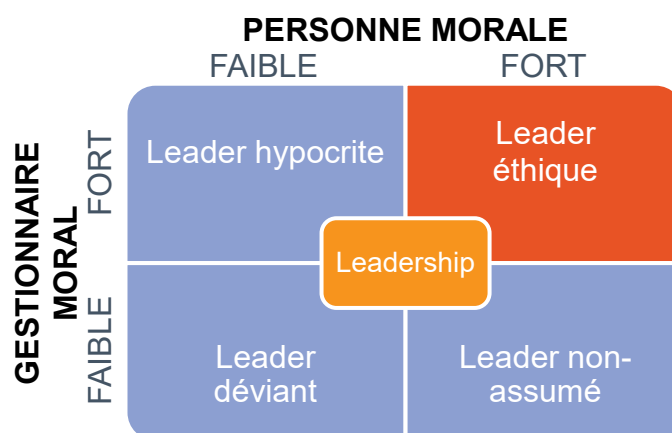 PERSONNE MORALE
FAIBLE
FORT
GESTIONNAIRE
MORAL
FORT
FAIBLE
Leader hypocrite
Leader
éthique
Leadership
Leader
déviant
Leader non-
assumé